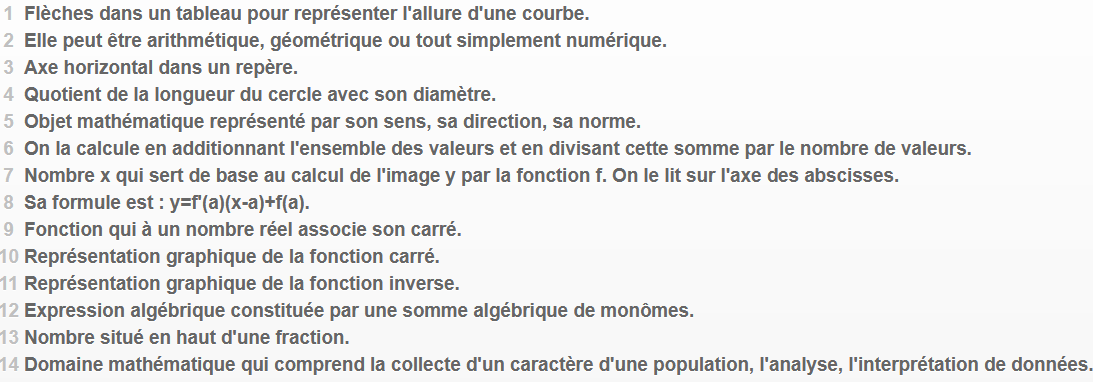 1 Flèches dans un tableau pour représenter l'allure d'une courbe.
2 Elle peut être arithmétique, géométrique ou tout simplement numérique.
3 Axe horizontal dans un repère.
4 Quotient de la longueur du cercle avec son diamètre.
5 Objet mathématique représenté par son sens, sa direction, sa norme.
6 On la calcule en additionnant l'ensemble des valeurs et en divisant cette somme par le nombre de valeurs.
7 Nombre x qui sert de base au calcul de l'image y par la fonction f. On le lit sur l'axe des abscisses.
8 Sa formule est : y=f'(a)(x-a)+f(a).
9 Fonction qui à un nombre réel associe son carré.
10 Représentation graphique de la fonction carré.
11 Représentation graphique de la fonction inverse.
12 Expression algébrique constituée par une somme algébrique de monômes.
13 Nombre situé en haut d'une fraction.
14 Domaine mathématique qui comprend la collecte d'un caractère d'une population, l'analyse, l'interprétation de données.